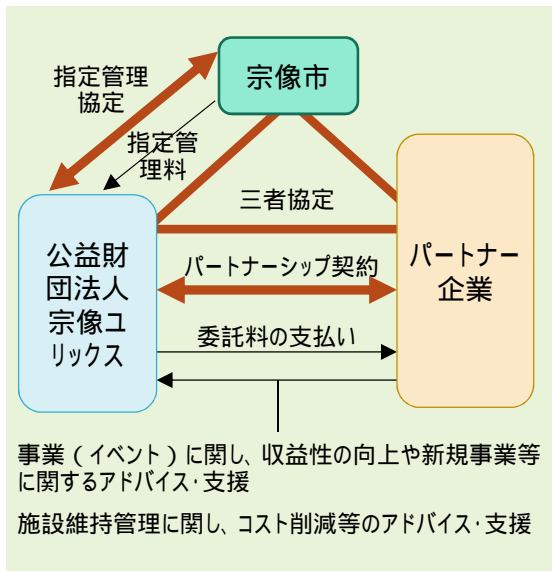 宗像市
指定管理
協定
指定管
理料
三者協定
公益財
団法人
宗像ユ
リックス
パートナーシップ契約
パートナー
企業
委託料の支払い
事業（イベント）に関し、収益性の向上や新規事業等
に関するアドバイス・支援
施設維持管理に関し、コスト削減等のアドバイス・支援